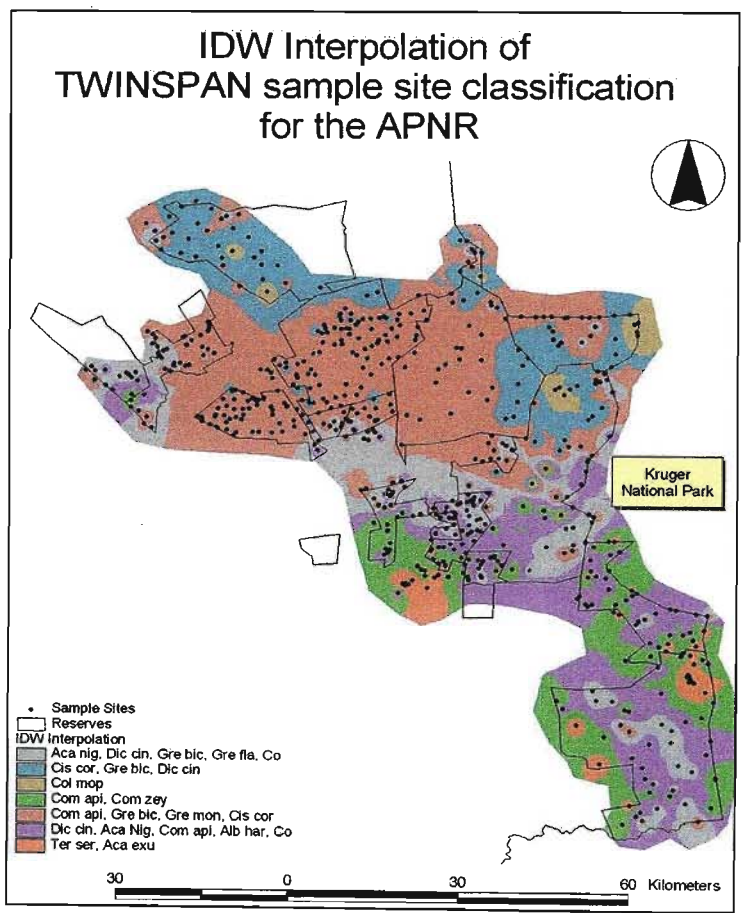 IDW Interpolation of
TWINSPAN sample site classification
for the APNR
Kruger
National Park
Sample Sites
Reserves
IDW Interpolation
Aca nig, Dic cin, Gre bic, Gre fla, Co
Cis cor, Gre bic, Dic cin
Col mop
Com api, Com zey
Com api, Gre bic, Gre mon, Cis cor
Dic cin, Aca Nig, Com api, Alb har, Co
Ter ser, Aca exu
30 0 30 60 Kilometers